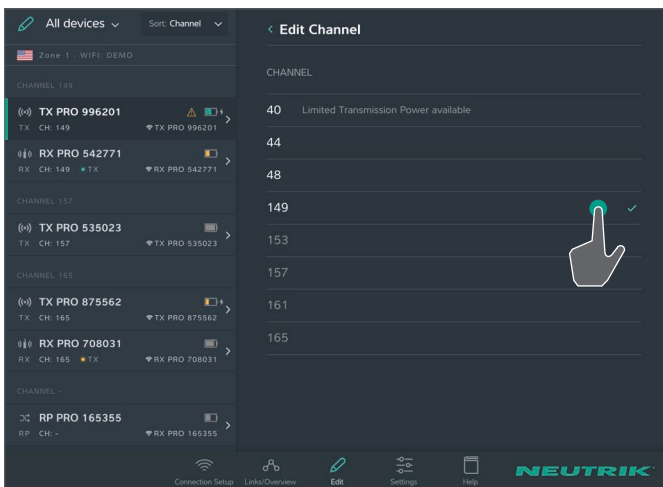 All devices
Sort: Channel
Zone 1 - WIFI: DEMO
CHANNEL 149
TX PRO 996201
TX CH: 149 TX PRO 996201
RX PRO 542771
RX CH: 149 TX RX PRO 542771
CHANNEL 157
TX PRO 535023
TX CH: 157 TX PRO 535023
CHANNEL 165
TX PRO 875562
TX CH: 165 TX PRO 875562
RX PRO 708031
RX CH: 165 TX RX PRO 708031
CHANNEL -
RP PRO 165355
RP CH: - RX PRO 165355
Edit Channel
CHANNEL
40 Limited Transmission Power available
44
48
149
153
157
161
165
Connection Setup
Links/Overview
Edit
Settings
Help
NEUTRIK